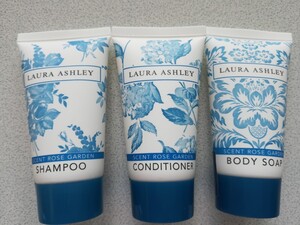 LAURA ASHLEY
SCENT ROSE GARDEN
SHAMPOO
LAURA ASHLEY
SCENT ROSE GARDEN
CONDITIONER
LAURA ASHLEY
SCENT ROSE GARDEN
BODY SOAP